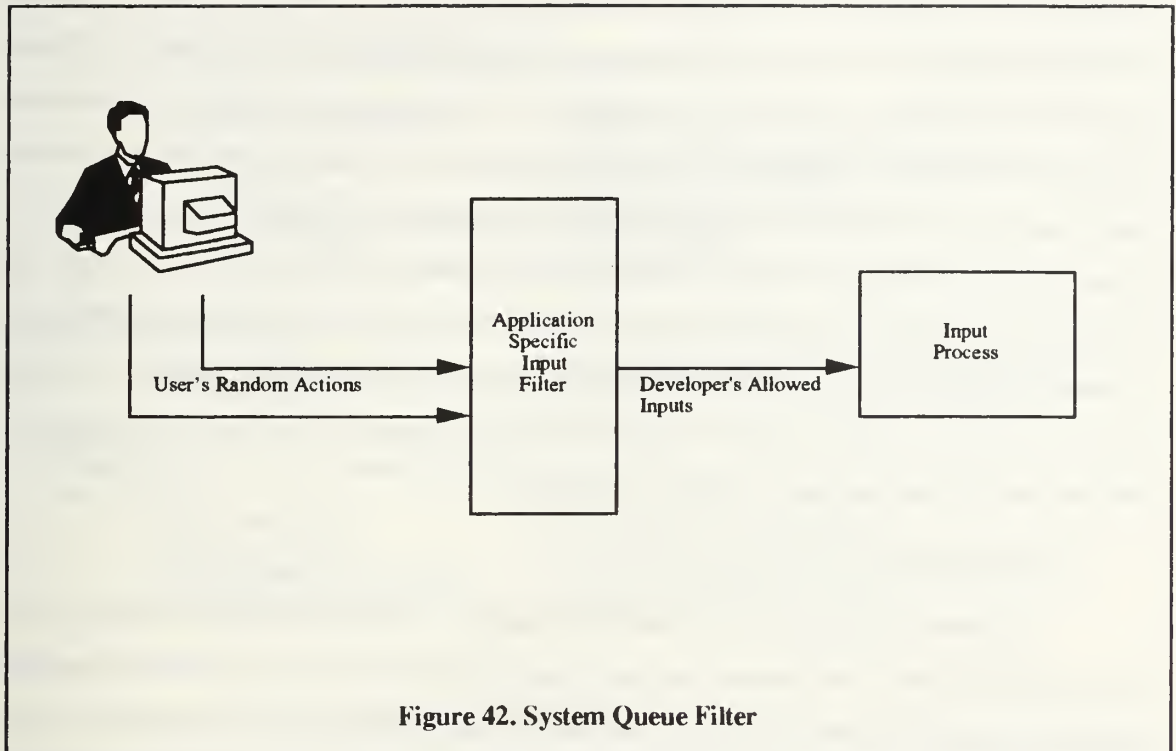 Application
Specific
Input
Filter
Input
Process
User's Random Actions
Developer's Allowed
Inputs
Figure 42. System Queue Filter